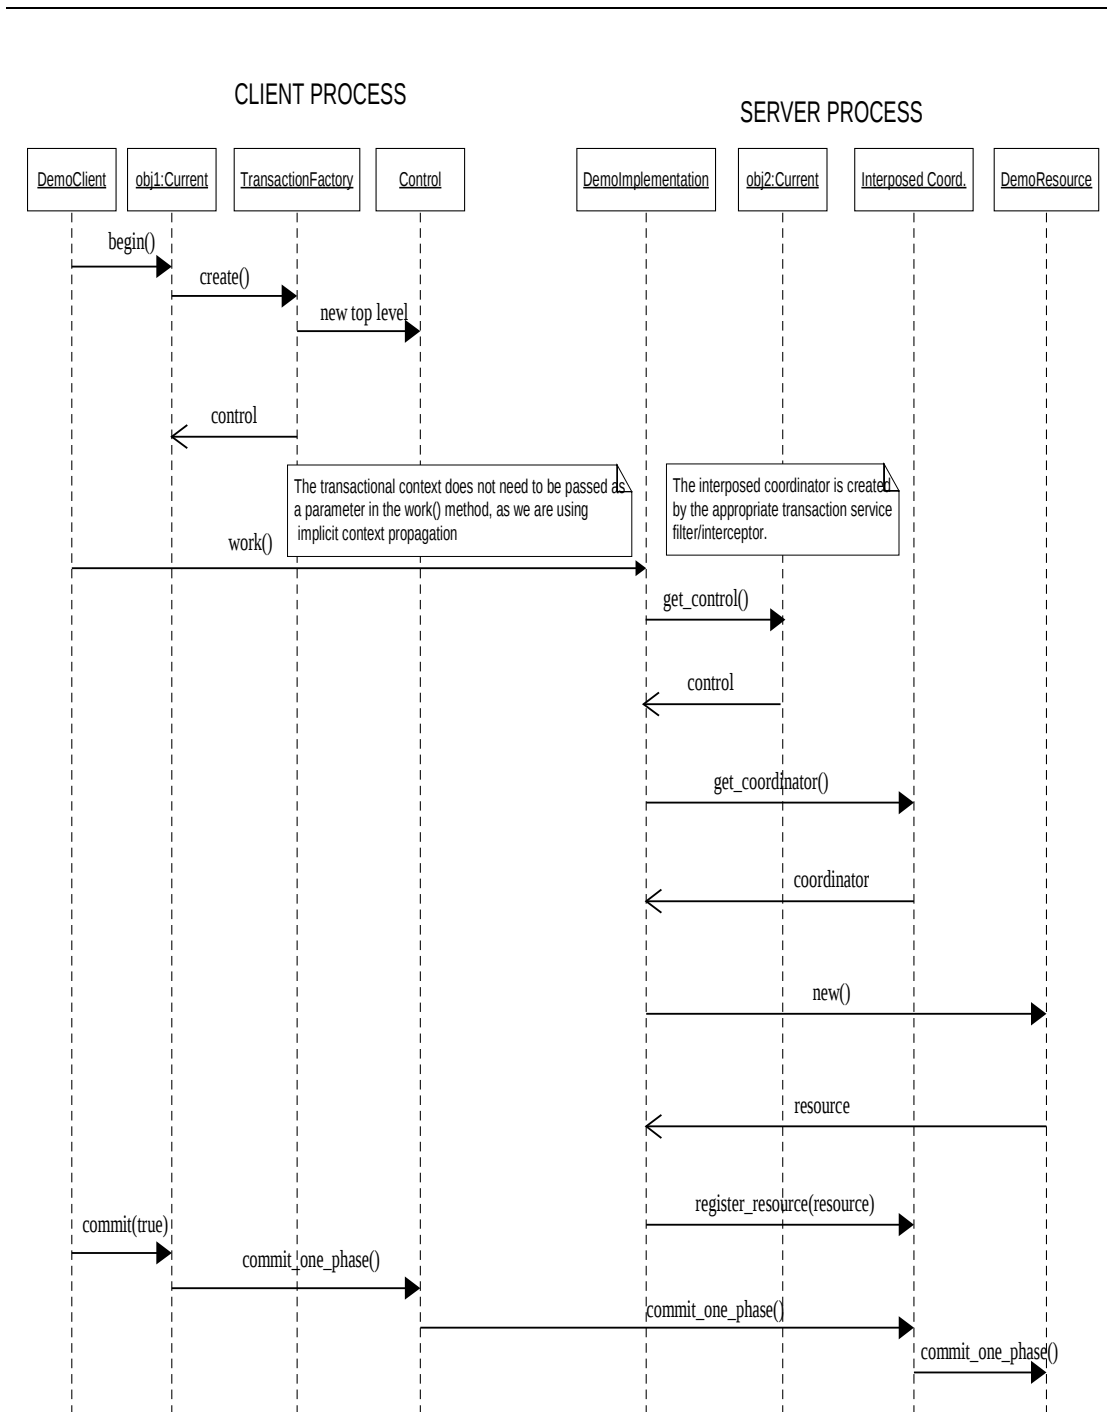 CLIENT PROCESS
SERVER PROCESS
DemoClient
obj1:Current
TransactionFactory
Control
DemoImplementation
obj2:Current
Interposed Coord.
DemoResource
begin()
create()
new top level
control
The transactional context does not need to be passed as
a parameter in the work() method, as we are using
implicit context propagation
The interposed coordinator is created
by the appropriate transaction service
filter/interceptor.
work()
get_control()
control
get_coordinator()
coordinator
new()
resource
register_resource(resource)
commit(true)
commit_one_phase()
commit_one_phase()
commit_one_phase()